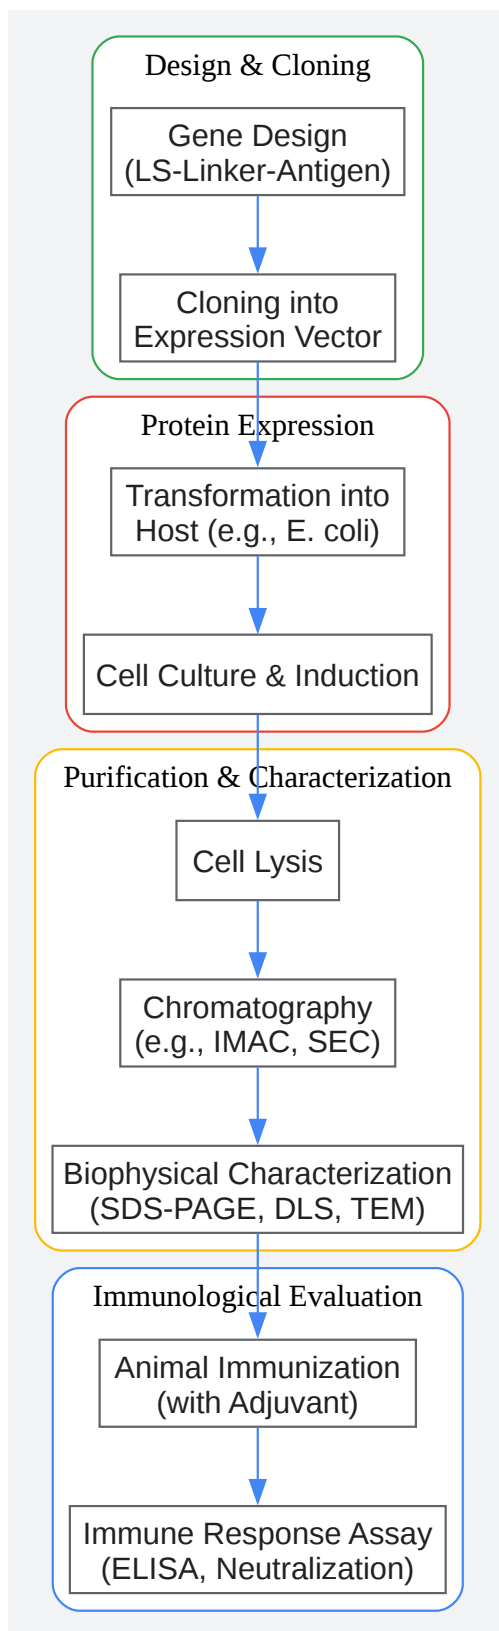 Design & Cloning
Gene Design
(LS-Linker-Antigen)
Cloning into
Expression Vector
Protein Expression
Transformation into
Host (e.g., E. coli)
Cell Culture & Induction
Purification & Characterization
Cell Lysis
Chromatography
(e.g., IMAC, SEC)
Biophysical Characterization
(SDS-PAGE, DLS, TEM)
Immunological Evaluation
Animal Immunization
(with Adjuvant)
Immune Response Assay
(ELISA, Neutralization)